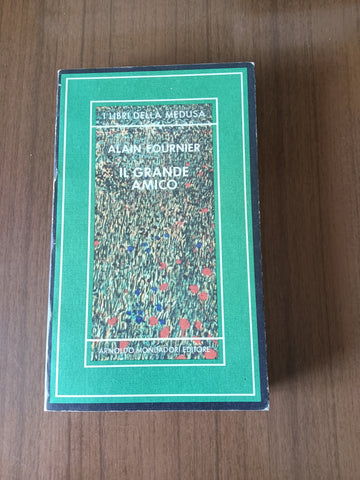 I LIBRI DELLA MEDUSA
ALAIN FOURNIER
IL GRANDE
AMICO
ARNOLDO MONDADORI EDITORE